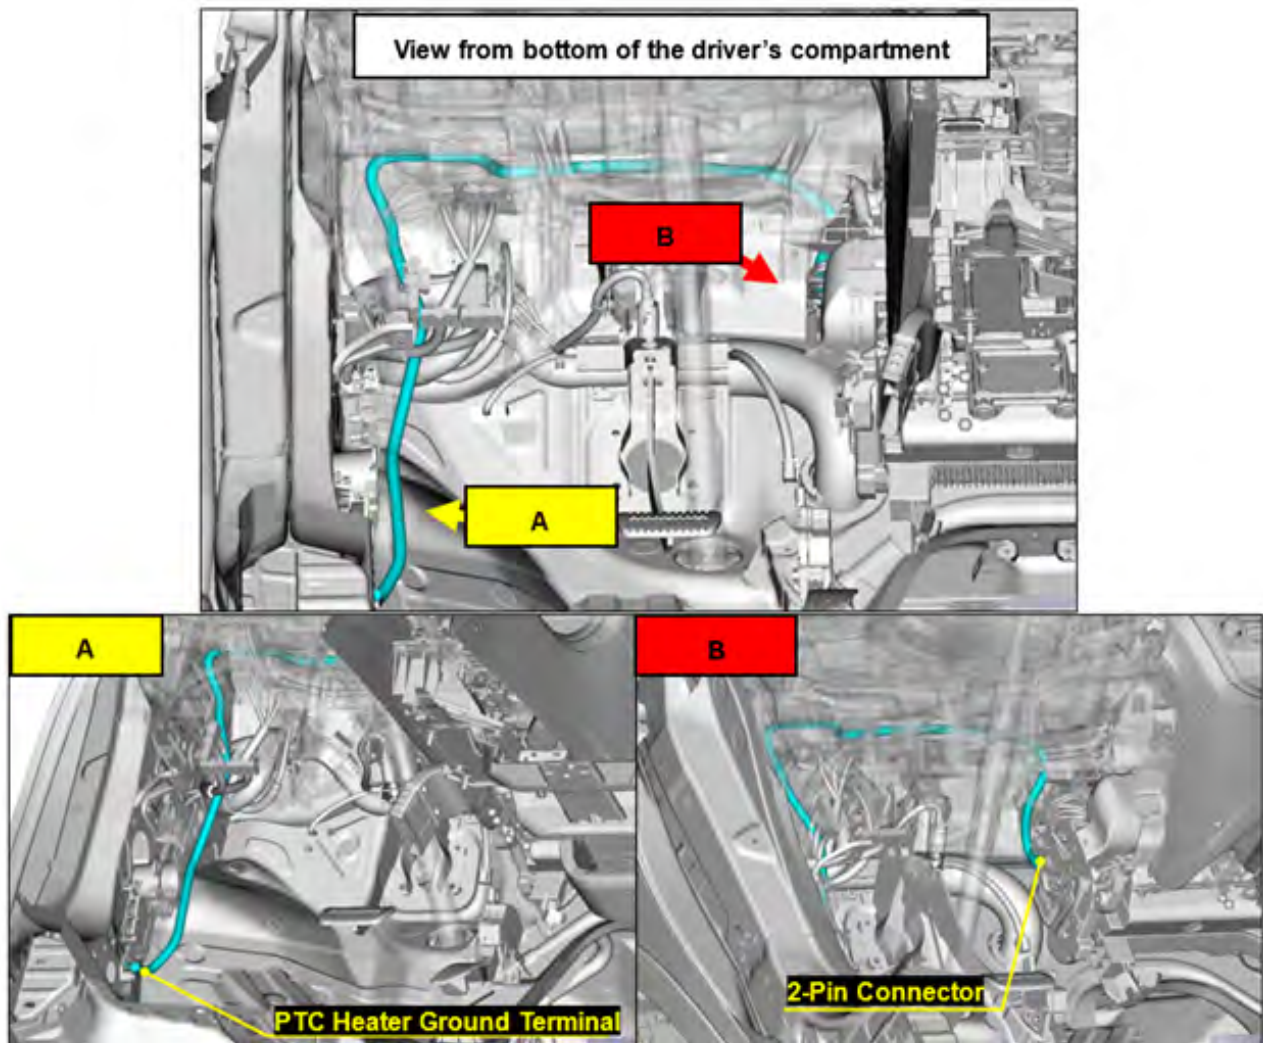 View from bottom of the driver's compartment
B
A
A
B
2-Pin Connector
PTC Heater Ground Terminal